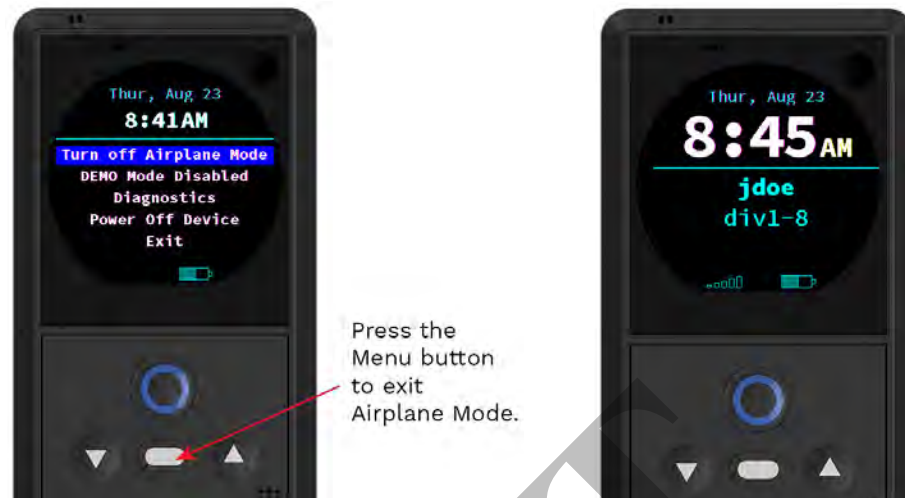 Thur, Aug 23
8:41AM
Turn off Airplane Mode
DEMO Mode Disabled
Diagnostics
Power Off Device
Exit
Press the
Menu button
to exit
Airplane Mode.
Thur, Aug 23
8:45AM
jdoe
div1-8